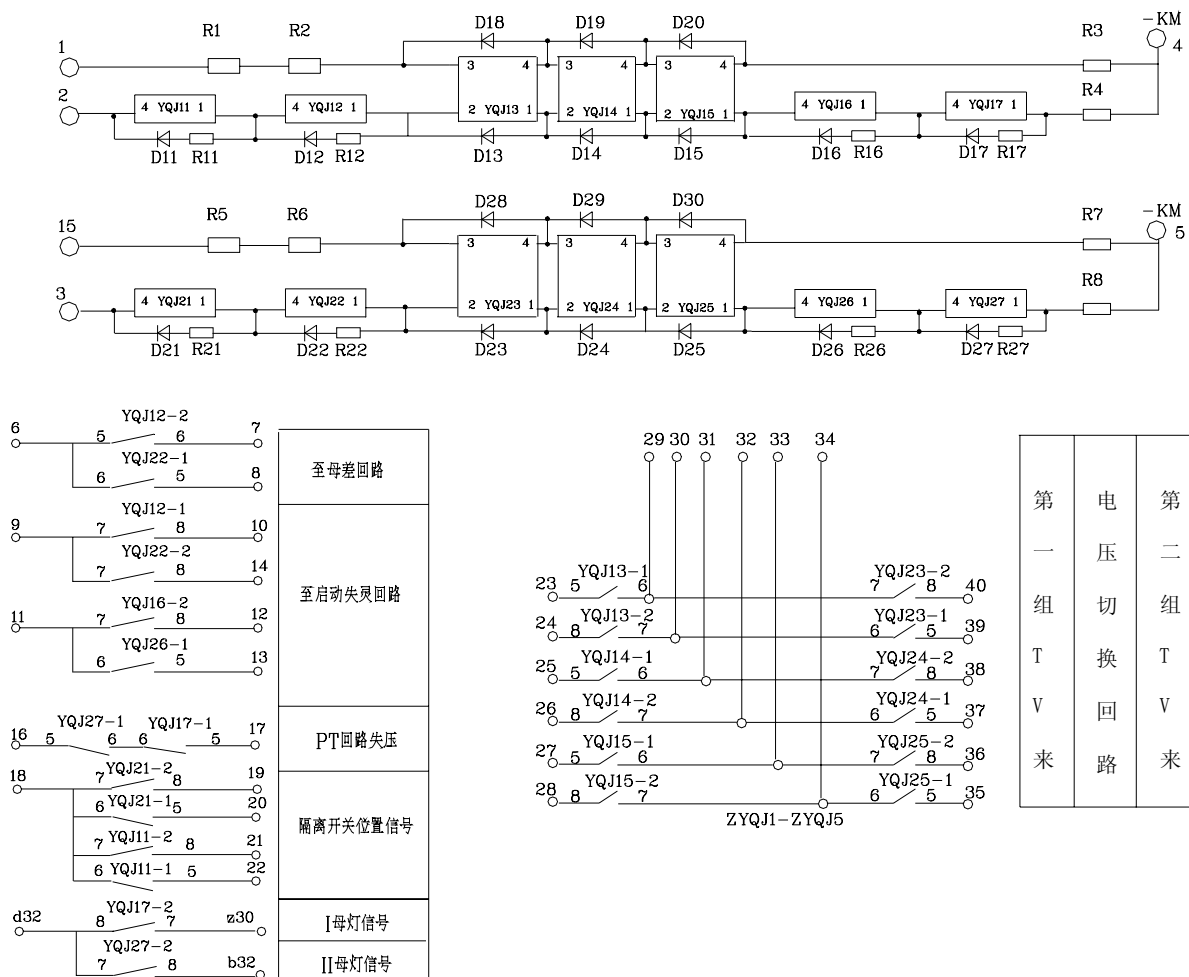 D18 D19 D20
R1 R2 R3 -KM
1 4
3 4 3 4 3 4
2 R4
4 YQJ11 1 4 YQJ12 1 2 YQJ13 1 2 YQJ14 1 2 YQJ15 1 4 YQJ16 1 4 YQJ17 1
D11 R11 D12 R12 D13 D14 D15 D16 R16 D17 R17
D28 D29 D30
15 R5 R6 R7 -KM
5
3 4 3 4 3 4
3 R8
4 YQJ21 1 4 YQJ22 1 2 YQJ23 1 2 YQJ24 1 2 YQJ25 1 4 YQJ26 1 4 YQJ27 1
D21 R21 D22 R22 D23 D24 D25 D26 R26 D27 R27
YQJ12-2
6 5 6 7
YQJ22-1
6 5 8
至母差回路
YQJ12-1
9 7 8 10
YQJ22-2
7 8 14
至启动失灵回路
YQJ16-2
11 7 8 12
YQJ26-1
6 5 13
YQJ27-1 YQJ17-1
16 5 6 6 5 17
PT回路失压
YQJ21-2
18 7 8 19
YQJ21-1
6 5 20
隔离开关位置信号
YQJ11-2
7 8 21
YQJ11-1
6 5 22
YQJ17-2
d32 8 7 z30
I母灯信号
YQJ27-2
7 8 b32
II母灯信号
29 30 31 32 33 34
YQJ13-1 YQJ23-2
23 5 6 7 8 40
YQJ13-2 YQJ23-1
24 8 7 6 5 39
YQJ14-1 YQJ24-2
25 5 6 7 8 38
YQJ14-2 YQJ24-1
26 8 7 6 5 37
YQJ15-1 YQJ25-2
27 5 6 7 8 36
YQJ15-2 YQJ25-1
28 8 7 6 5 35
ZYQJ1-ZYQJ5
第一组TV来
电压切换回路
第二组TV来